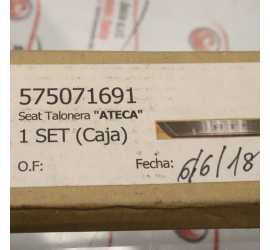 575071691
Seat Talonera "ATECA"
1 SET (Caja)
O.F:
Fecha: 6/6/18